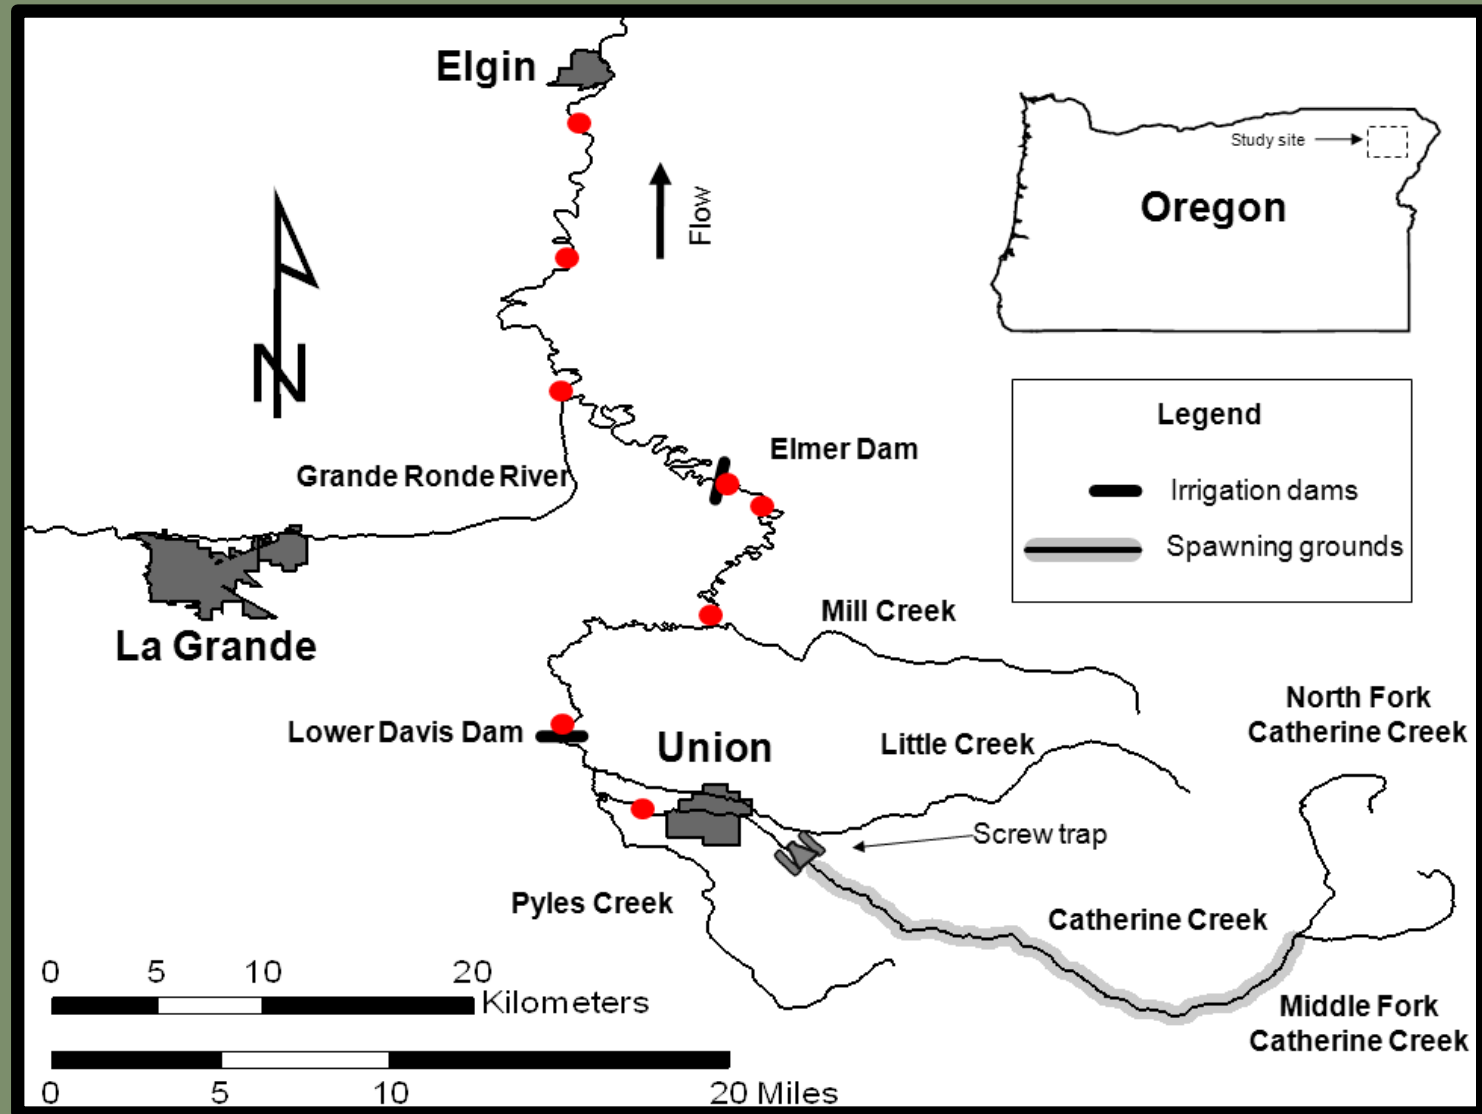 Elgin
Flow
N
Study site
Oregon
Legend
Irrigation dams
Spawning grounds
Elmer Dam
Grande Ronde River
La Grande
Mill Creek
North Fork
Catherine Creek
Lower Davis Dam
Union
Little Creek
Screw trap
Pyles Creek
Catherine Creek
Middle Fork
Catherine Creek
0 5 10 20
Kilometers
0 5 10 20 Miles